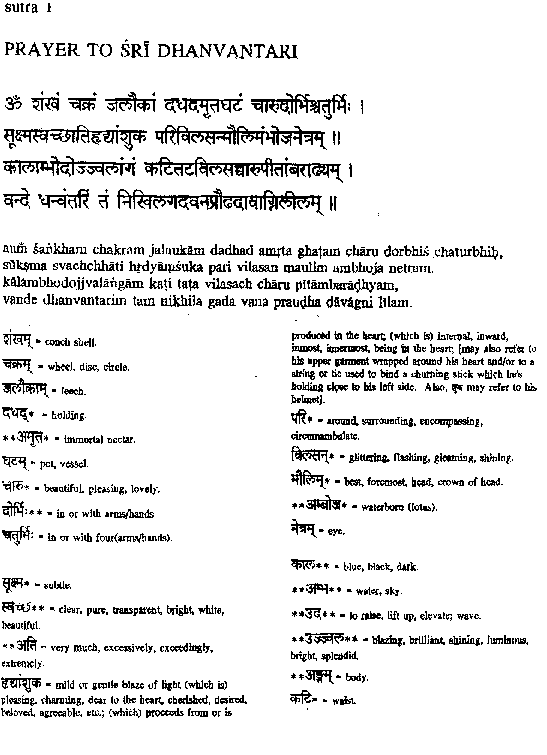 sutra 1
PRAYER TO ŚRĪ DHANVANTARI
ॐ शंखं चक्रं जलौकां दधदमृतघटं चारुदोर्भिश्चतुर्भिः ।
सूक्ष्मस्वच्छातिहृद्यांशुक परिविलसन्मौलिमंभोजनेत्रम् ॥
कालाम्भोदोज्ज्वलांगं कटितटविलसच्चारुपीतांबराढ्यम् ।
वन्दे धन्वंतरिं तं निखिलगदवनप्रौढदावाग्निलीलम् ॥
auṁ śaṅkham chakram jalaukām dadhad amṛta ghaṭam chāru dorbhiś chaturbhiḥ,
sūkṣma svachchhāti hṛdyāṁśuka pari vilasan maulim ambhoja netram.
kālambhodojjvalāṅgām kaṭi taṭa vilasach chāru pītāmbarāḍhyam,
vande dhanvantarim tam nikhila gada vana prauḍha dāvāgni līlam.
शंखम् = conch shell.
चक्रम् = wheel, disc, circle.
जलौकाम् = leech.
दधद्* = holding.
**अमृत* = immortal nectar.
घटम् = pot, vessel.
चारु* = beautiful, pleasing, lovely.
दोर्भिः** = in or with arms/hands
चतुर्भिः = in or with four(arms/hands).
सूक्ष्म* = subtle.
स्वच्छ** = clear, pure, transparent, bright, white,
beautiful.
**अति = very much, excessively, exceedingly,
extremely.
हृद्यांशुक = mild or gentle blaze of light (which is)
pleasing, charming, dear to the heart, cherished, desired,
beloved, agreeable, etc.; (which) proceeds from or is
produced in the heart; (which is) internal, inward,
inmost, innermost, being in the heart; [may also refer to
his upper garment wrapped around his heart and/or to a
string or tie used to bind a churning stick which he's
holding close to his left side. Also, may refer to his
helmet].
परि* = around, surrounding, encompassing,
circumnambulate.
विलसन्* = glittering, flashing, gleaming, shining.
मौलिम्* = best, foremost, head, crown of head.
**अम्भोज* = waterborn (lotus).
नेत्रम् = eye.
काल** = blue, black, dark.
**अम्भ** = water, sky.
**उद** = to raise, lift up, elevate; wave.
**उज्ज्वल** = blazing, brilliant, shining, luminous,
bright, splendid.
**अङ्गम् = body.
कटि = waist.